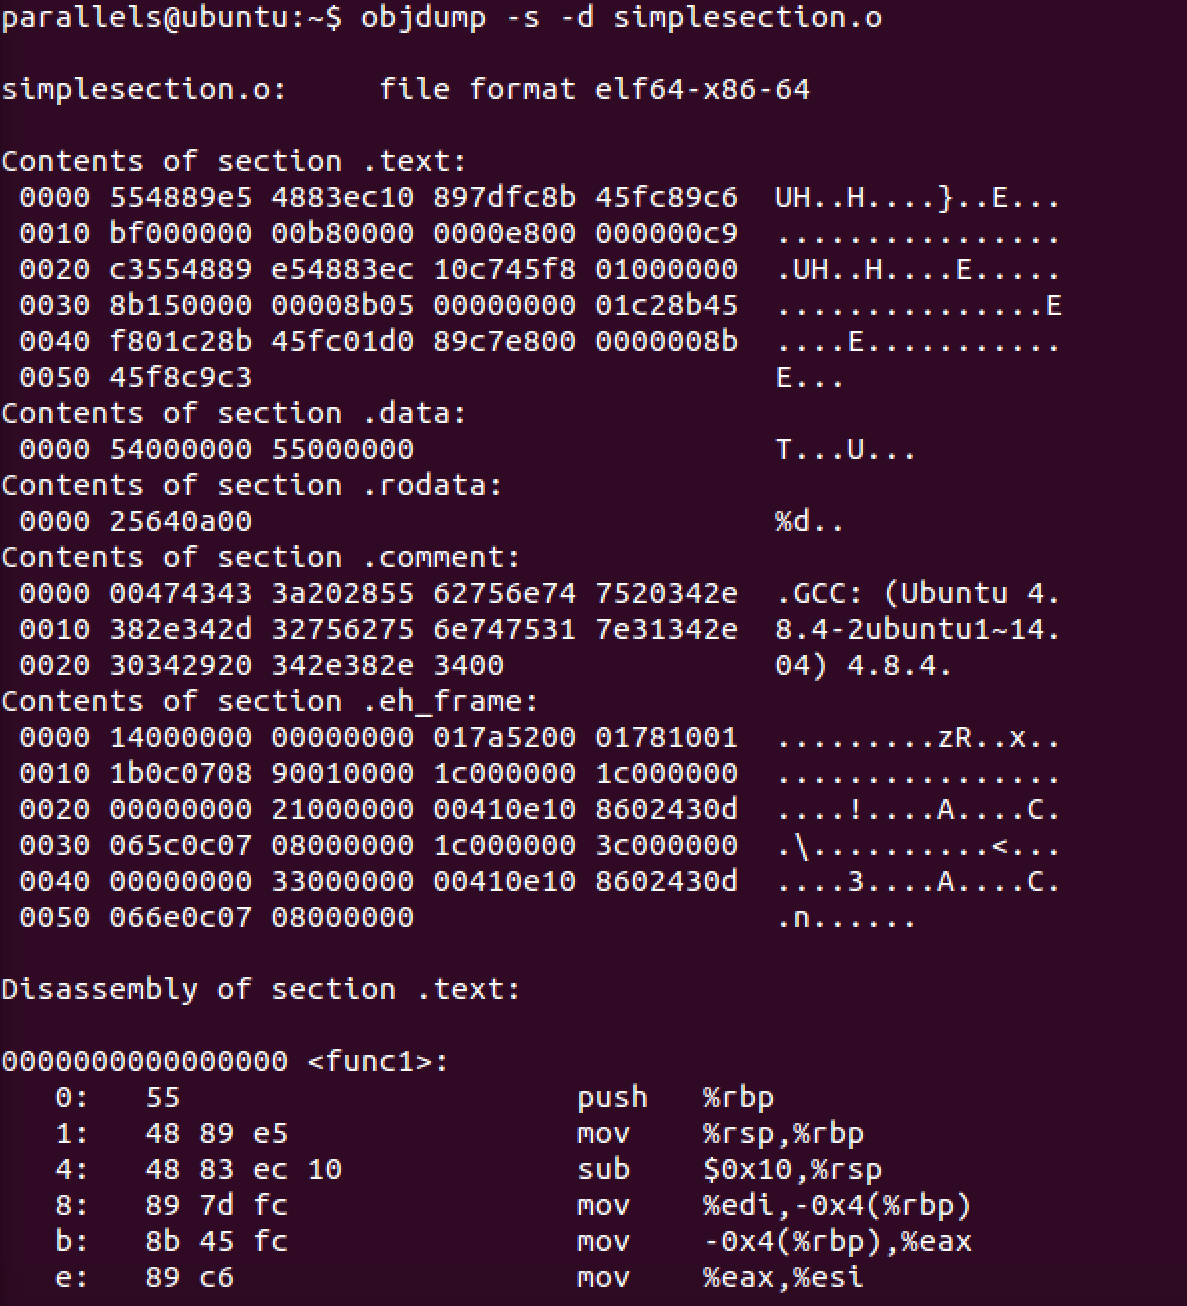 parallels@ubuntu:~$ objdump -s -d simplesection.o
simplesection.o:     file format elf64-x86-64
Contents of section .text:
 0000 554889e5 4883ec10 897dfc8b 45fc89c6  UH..H....}..E...
 0010 bf000000 00b80000 0000e800 000000c9  ................
 0020 c3554889 e54883ec 10c745f8 01000000  .UH..H....E.....
 0030 8b150000 00008b05 00000000 01c28b45  ...............E
 0040 f801c28b 45fc01d0 89c7e800 0000008b  ....E...........
 0050 45f8c9c3                             E...
Contents of section .data:
 0000 54000000 55000000                    T...U...
Contents of section .rodata:
 0000 25640a00                             %d..
Contents of section .comment:
 0000 00474343 3a202855 62756e74 7520342e  .GCC: (Ubuntu 4.
 0010 382e342d 32756275 6e747531 7e31342e  8.4-2ubuntu1~14.
 0020 30342920 342e382e 3400               04) 4.8.4.
Contents of section .eh_frame:
 0000 14000000 00000000 017a5200 01781001  .........zR..x..
 0010 1b0c0708 90010000 1c000000 1c000000  ................
 0020 00000000 21000000 00410e10 8602430d  ....!....A....C.
 0030 065c0c07 08000000 1c000000 3c000000  .\..........<...
 0040 00000000 33000000 00410e10 8602430d  ....3....A....C.
 0050 066e0c07 08000000                    .n......
Disassembly of section .text:
0000000000000000 <func1>:
   0:   55                      push   %rbp
   1:   48 89 e5                mov    %rsp,%rbp
   4:   48 83 ec 10             sub    $0x10,%rsp
   8:   89 7d fc                mov    %edi,-0x4(%rbp)
   b:   8b 45 fc                mov    -0x4(%rbp),%eax
   e:   89 c6                   mov    %eax,%esi